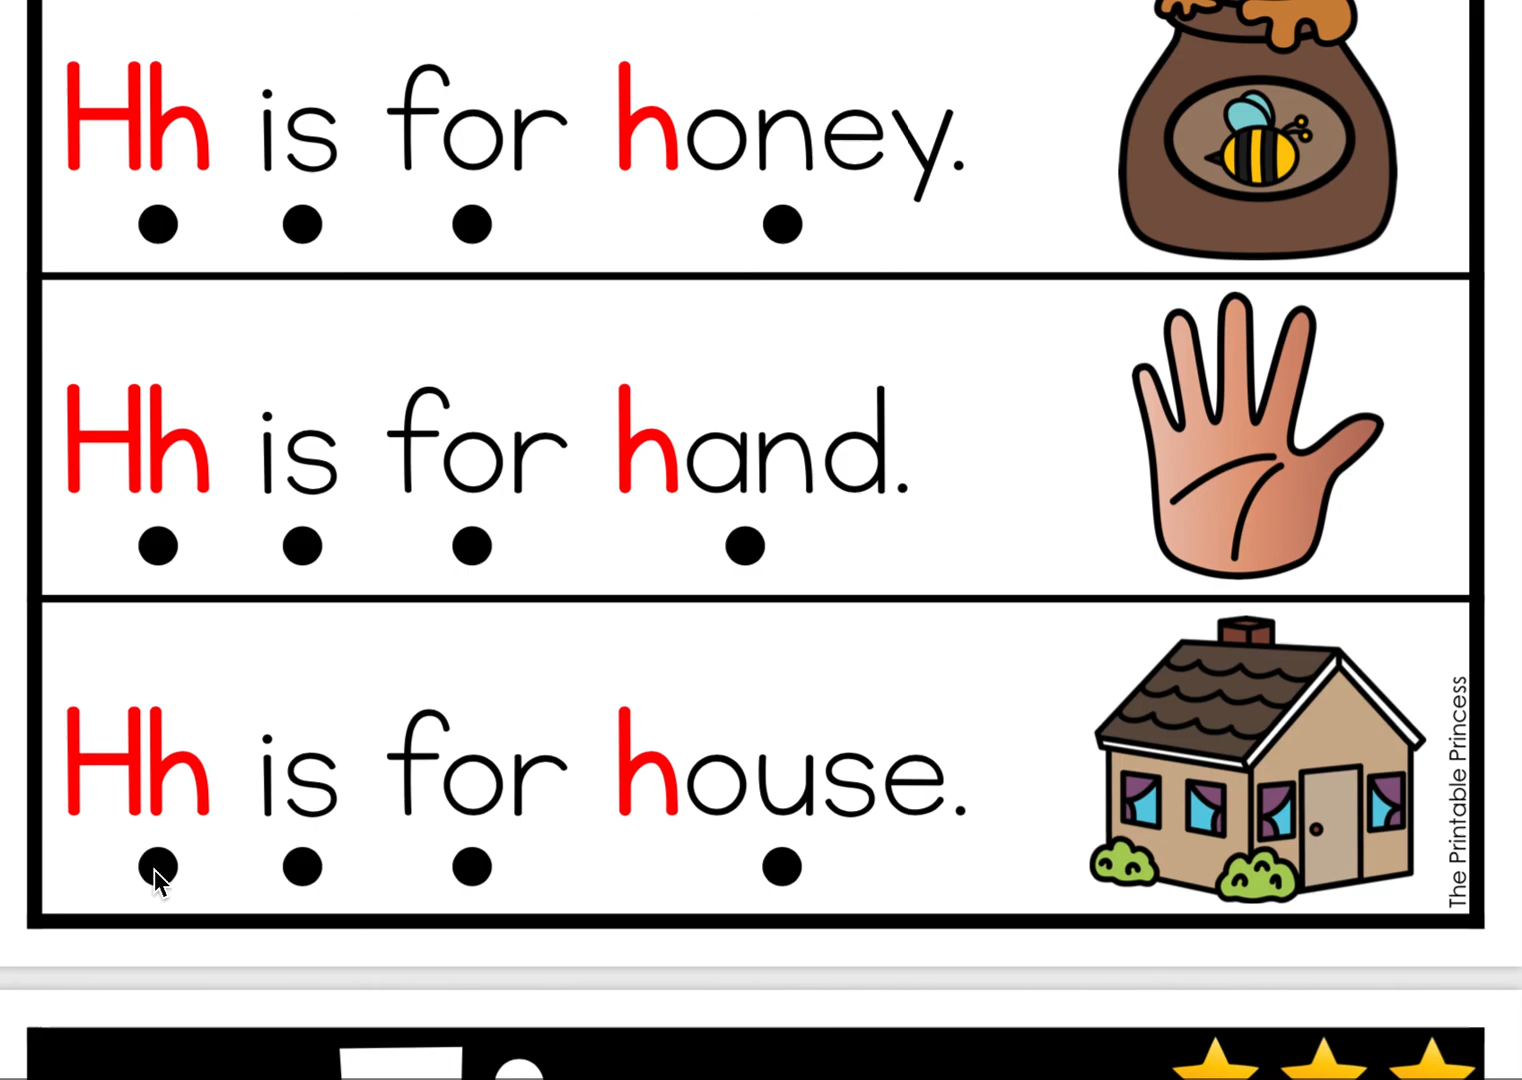 Hh is for honey.
Hh is for hand.
Hh is for house.
The Printable Princess